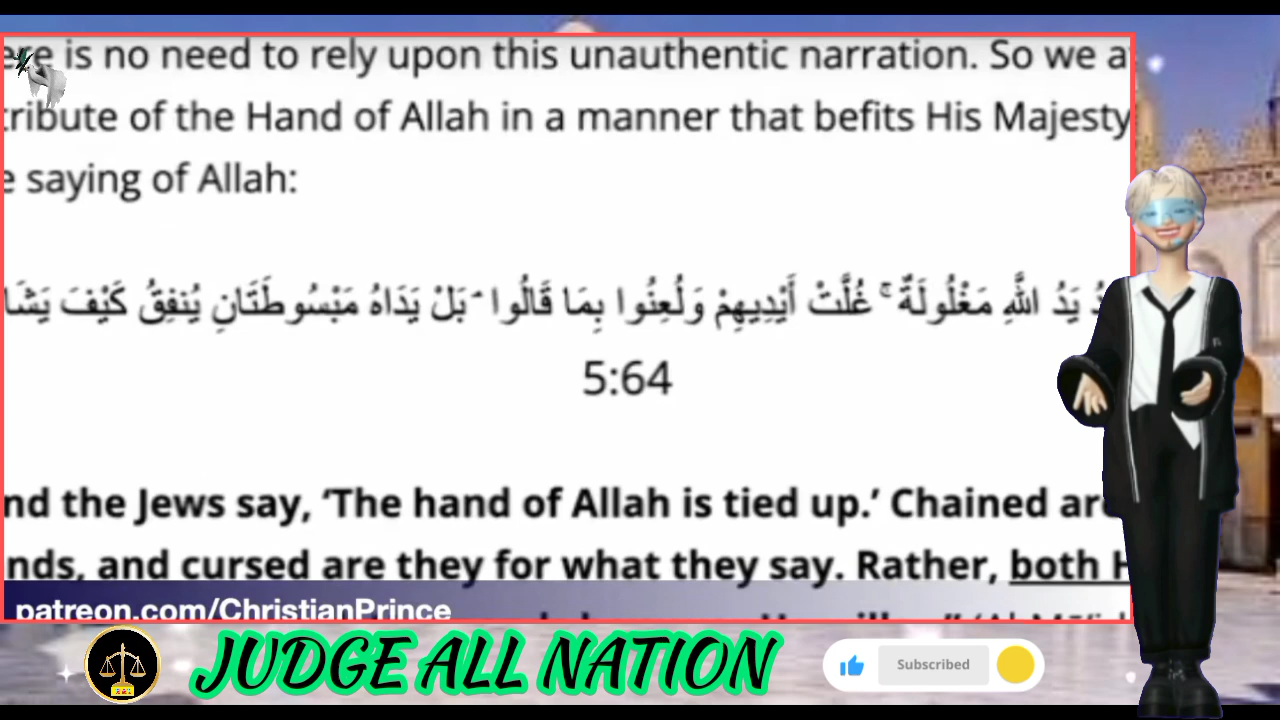 ere is no need to rely upon this unauthentic narration. So we a
tribute of the Hand of Allah in a manner that befits His Majesty
e saying of Allah:
يَدُ اللَّهِ مَغْلُولَةٌ ۚ غُلَّتْ أَيْدِيهِمْ وَلُعِنُوا بِمَا قَالُوا ۘ بَلْ يَدَاهُ مَبْسُوطَتَانِ يُنفِقُ كَيْفَ يَشَا
5:64
nd the Jews say, ‘The hand of Allah is tied up.’ Chained are
nds, and cursed are they for what they say. Rather, both H
patreon.com/ChristianPrince
JUDGE ALL NATION
Subscribed